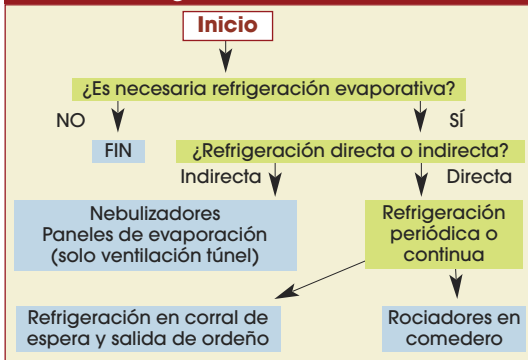 Inicio
¿Es necesaria refrigeración evaporativa?
NO
SÍ
FIN
¿Refrigeración directa o indirecta?
Indirecta
Directa
Nebulizadores
Paneles de evaporación
(solo ventilación túnel)
Refrigeración
periódica o
continua
Refrigeración en corral de
espera y salida de ordeño
Rociadores en
comedero